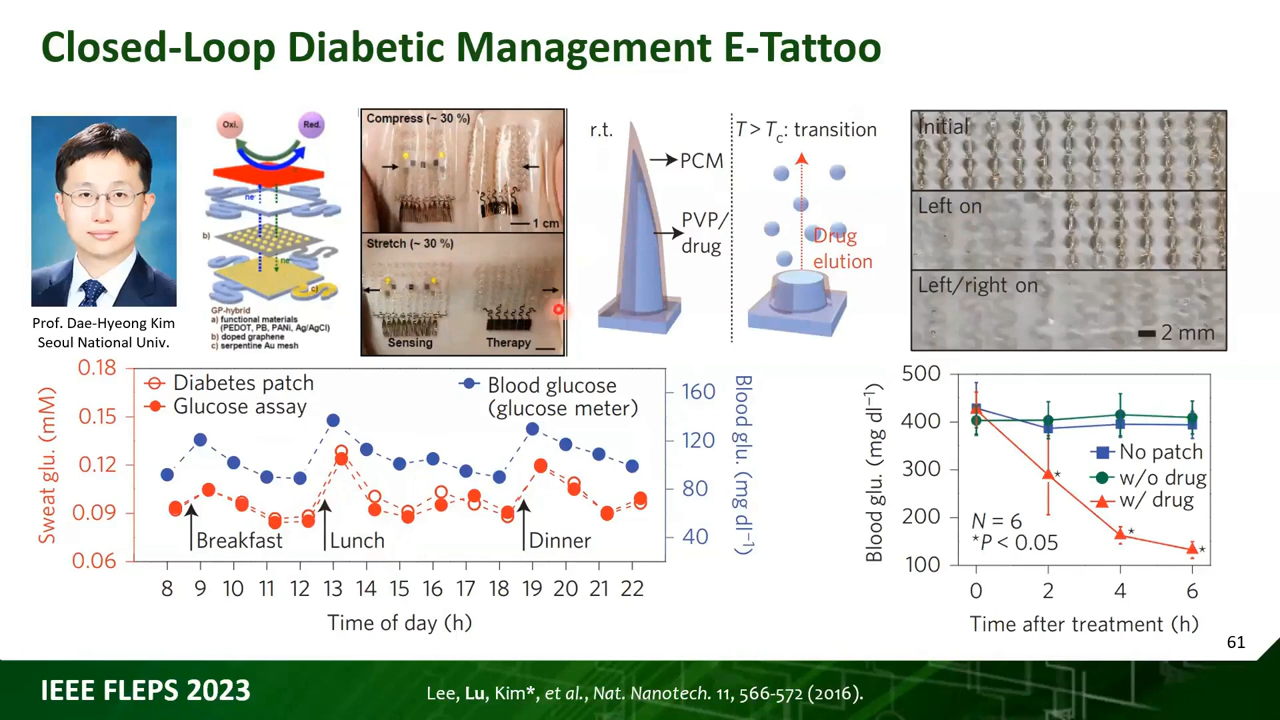 Closed-Loop Diabetic Management E-Tattoo
Prof. Dae-Hyeong Kim
Seoul National Univ.
Oxi.
Red.
ne⁻
b)
ne⁻
c)
GP-hybrid
a) functional materials
(PEDOT, PB, PANi, Ag/AgCl)
b) doped graphene
c) serpentine Au mesh
Compress (~ 30 %)
1 cm
Stretch (~ 30 %)
Sensing
Therapy
r.t.
PCM
PVP/
drug
T > Tc: transition
Drug
elution
Initial
Left on
Left/right on
2 mm
Sweat glu. (mM)
0.18
0.15
0.12
0.09
0.06
Diabetes patch
Glucose assay
Blood glucose
(glucose meter)
Breakfast
Lunch
Dinner
160
120
80
40
Blood glu. (mg dl⁻¹)
8 9 10 11 12 13 14 15 16 17 18 19 20 21 22
Time of day (h)
Blood glu. (mg dl⁻¹)
500
400
300
200
100
No patch
w/o drug
w/ drug
*
*
*
N = 6
*P < 0.05
0 2 4 6
Time after treatment (h)
61
IEEE FLEPS 2023
Lee, Lu, Kim*, et al., Nat. Nanotech. 11, 566-572 (2016).